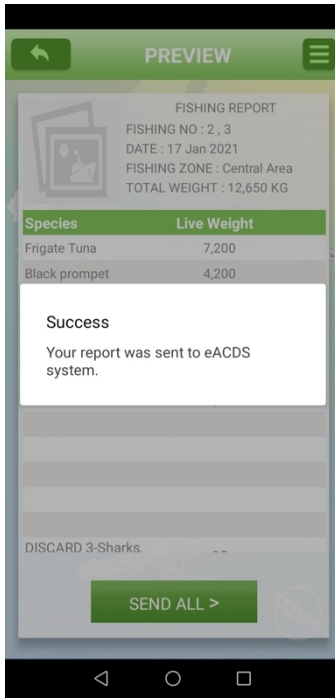 PREVIEW
FISHING REPORT
FISHING NO : 2 , 3
DATE : 17 Jan 2021
FISHING ZONE : Central Area
TOTAL WEIGHT : 12,650 KG
Species Live Weight
Frigate Tuna 7,200
Black prompet 4,200
Success
Your report was sent to eACDS
system.
DISCARD 3-Sharks,
SEND ALL >